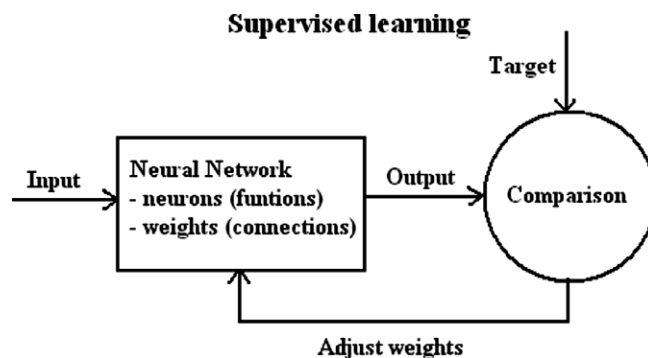 Supervised learning
Target
Neural Network
- neurons (funtions)
- weights (connections)
Input
Output
Comparison
Adjust weights